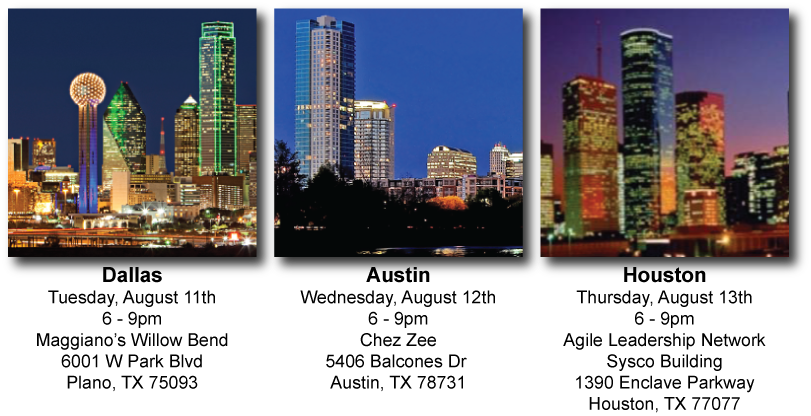 Dallas
Tuesday, August 11th
6 - 9pm
Maggiano's Willow Bend
6001 W Park Blvd
Plano, TX 75093
Austin
Wednesday, August 12th
6 - 9pm
Chez Zee
5406 Balcones Dr
Austin, TX 78731
Houston
Thursday, August 13th
6 - 9pm
Agile Leadership Network
Sysco Building
1390 Enclave Parkway
Houston, TX 77077